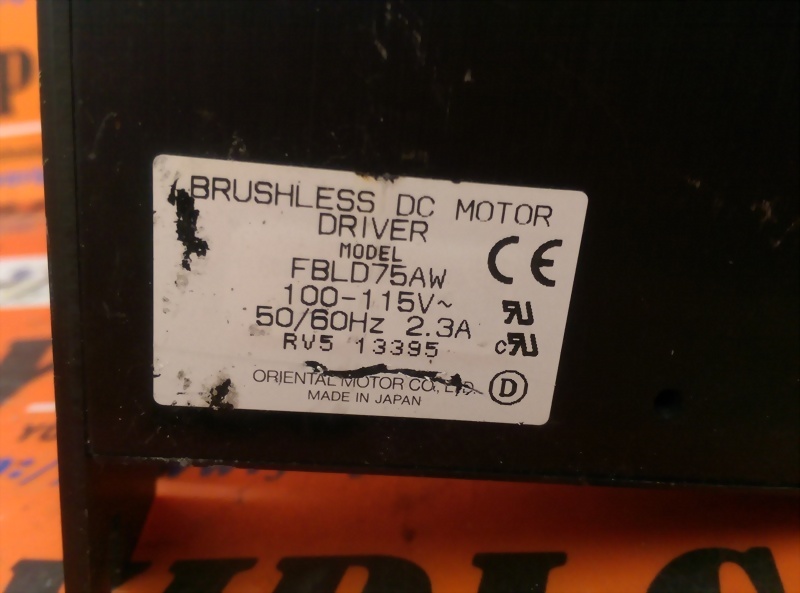 BRUSHLESS DC MOTOR
DRIVER
MODEL
FBLD75AW
100-115V~
50/60Hz 2.3A
RV5 13395
CE
c
ORIENTAL MOTOR CO., LTD.
MADE IN JAPAN
D